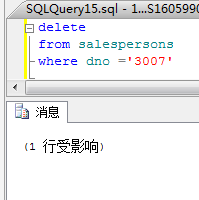 SQLQuery15.sql - 1...S1605990
delete
from salespersons
where dno ='3007'
消息
(1 行受影响)